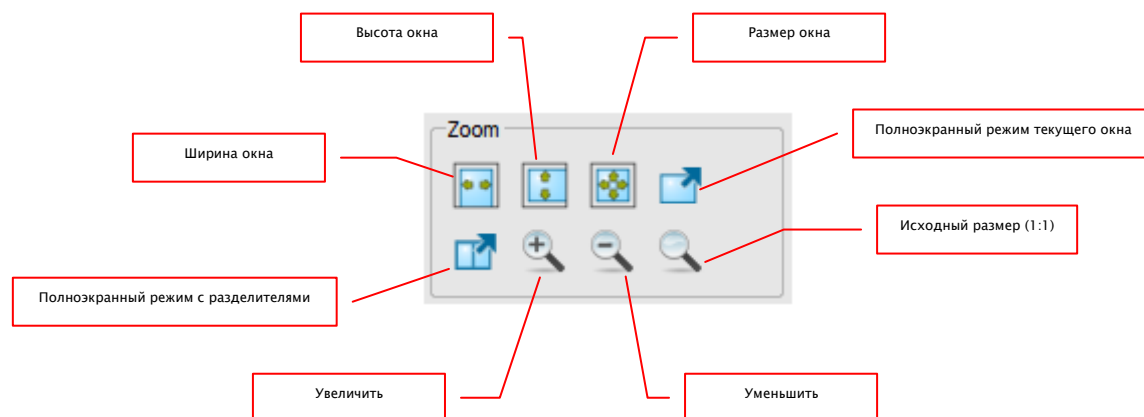 Высота окна
Размер окна
Zoom
Полноэкранный режим текущего окна
Ширина окна
Исходный размер (1:1)
Полноэкранный режим с разделителями
Увеличить
Уменьшить